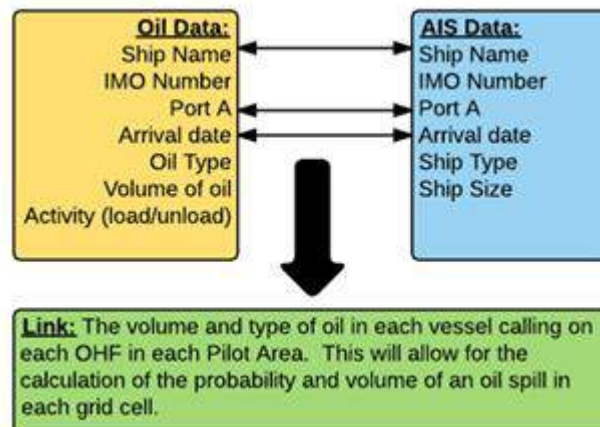 Oil Data:
Ship Name
IMO Number
Port A
Arrival date
Oil Type
Volume of oil
Activity (load/unload)
AIS Data:
Ship Name
IMO Number
Port A
Arrival date
Ship Type
Ship Size
Link: The volume and type of oil in each vessel calling on
each OHF in each Pilot Area. This will allow for the
calculation of the probability and volume of an oil spill in
each grid cell.